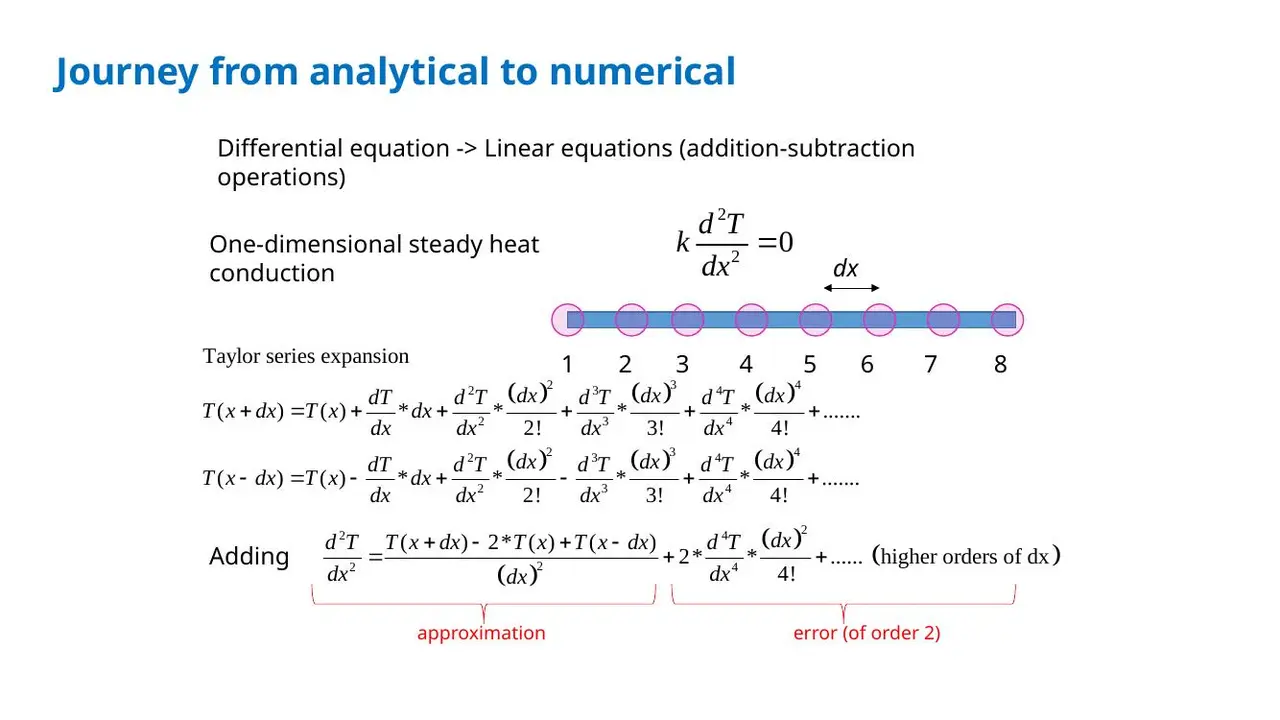 Journey from analytical to numerical
Differential equation -> Linear equations (addition-subtraction
operations)
One-dimensional steady heat
conduction
k d²T/dx² =0
dx
1 2 3 4 5 6 7 8
Taylor series expansion
T(x+dx)=T(x)+ dT/dx *dx+ d²T/dx² * (dx)²/2! + d³T/dx³ * (dx)³/3! + d⁴T/dx⁴ * (dx)⁴/4! +.......
T(x- dx)=T(x)- dT/dx *dx+ d²T/dx² * (dx)²/2! - d³T/dx³ * (dx)³/3! + d⁴T/dx⁴ * (dx)⁴/4! +.......
Adding d²T/dx² = T(x+dx)- 2*T(x)+T(x- dx)/(dx)² +2* d⁴T/dx⁴ * (dx)²/4! +...... (higher orders of dx)
approximation error (of order 2)